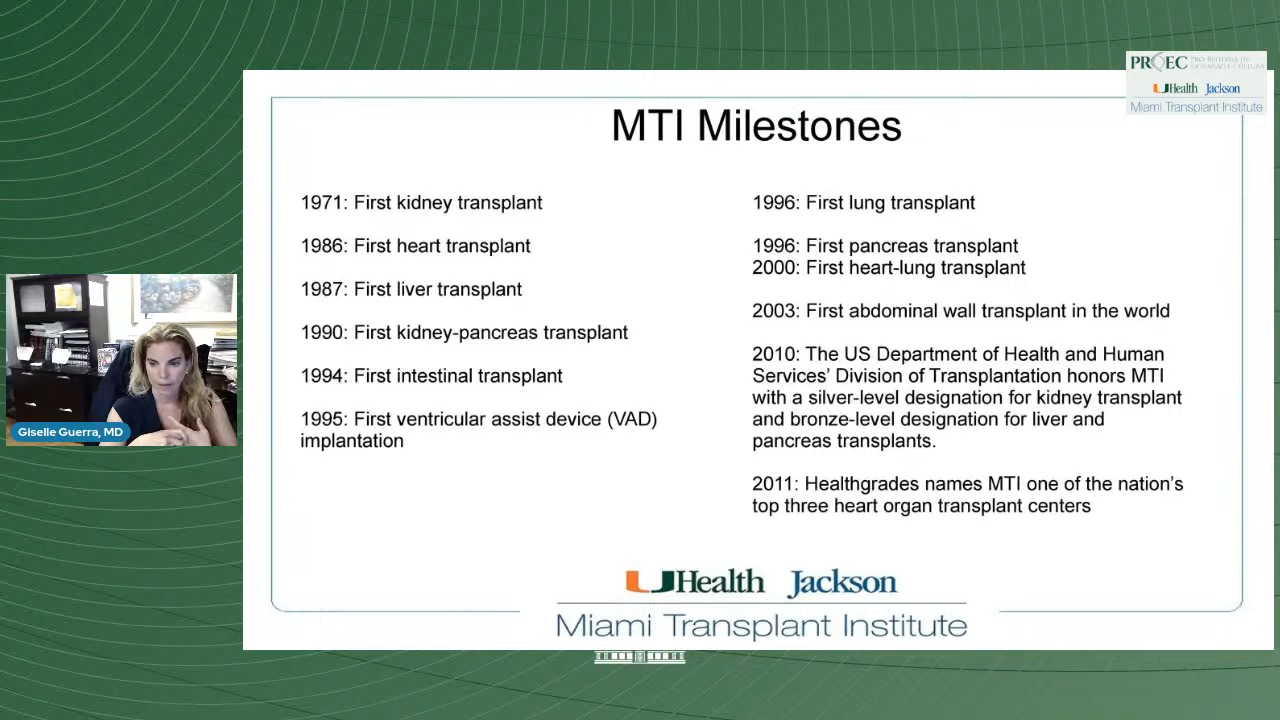 PROEC PRÓ-REITORIA DE
EXTENSÃO E CULTURA
UHealth Jackson
Miami Transplant Institute
MTI Milestones
1971: First kidney transplant
1986: First heart transplant
1987: First liver transplant
1990: First kidney-pancreas transplant
1994: First intestinal transplant
1995: First ventricular assist device (VAD)
implantation
1996: First lung transplant
1996: First pancreas transplant
2000: First heart-lung transplant
2003: First abdominal wall transplant in the world
2010: The US Department of Health and Human
Services’ Division of Transplantation honors MTI
with a silver-level designation for kidney transplant
and bronze-level designation for liver and
pancreas transplants.
2011: Healthgrades names MTI one of the nation’s
top three heart organ transplant centers
Giselle Guerra, MD
UHealth Jackson
Miami Transplant Institute